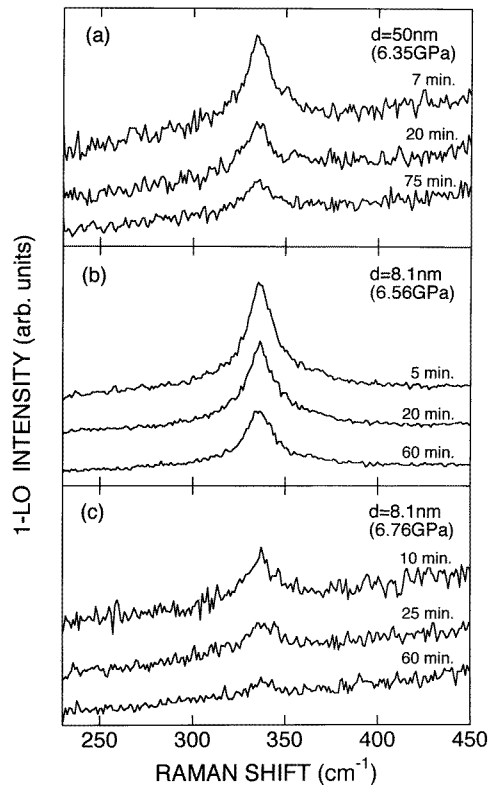 (a)
d=50nm
(6.35GPa)
7 min.
20 min.
75 min.
(b)
d=8.1nm
(6.56GPa)
5 min.
20 min.
60 min.
(c)
d=8.1nm
(6.76GPa)
10 min.
25 min.
60 min.
1-LO INTENSITY (arb. units)
250 300 350 400 450
RAMAN SHIFT (cm⁻¹)